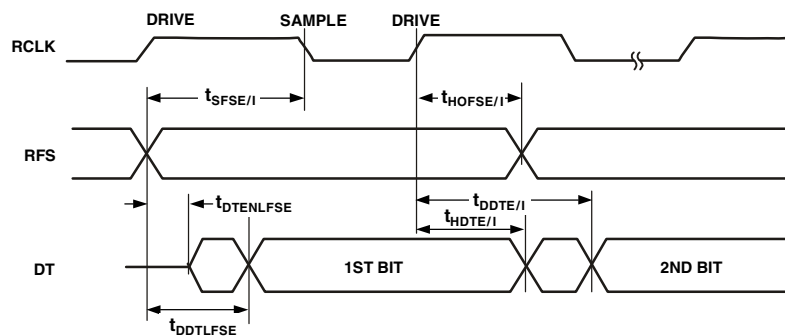 DRIVE SAMPLE DRIVE
RCLK
tSFSE/I tHOFSE/I
RFS
tDTENLFSE tDDTE/I
tHDTE/I
DT 1ST BIT 2ND BIT
tDDTLFSE